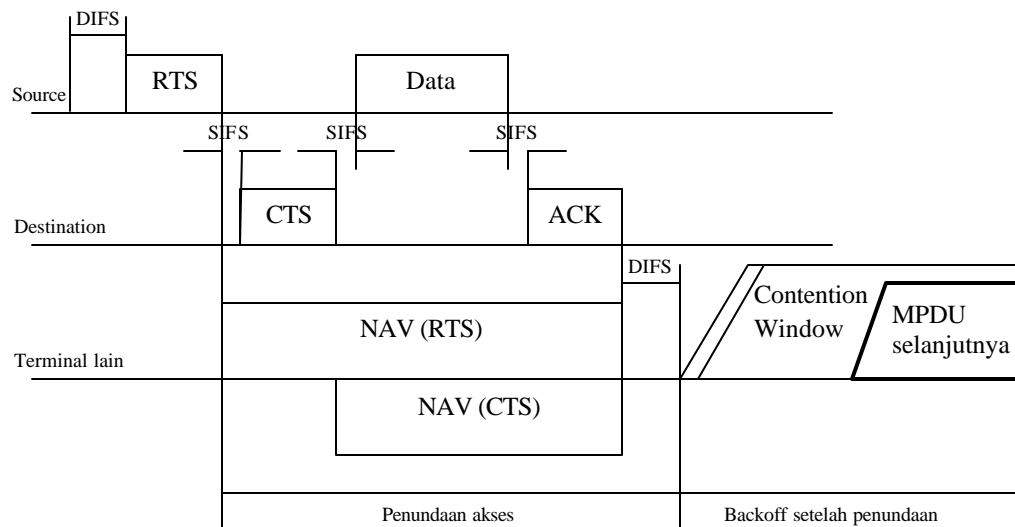 DIFS
RTS
Data
Source
SIFS
SIFS
SIFS
CTS
ACK
Destination
DIFS
Contention
Window
MPDU
selanjutnya
NAV (RTS)
Terminal lain
NAV (CTS)
Penundaan akses
Backoff setelah penundaan